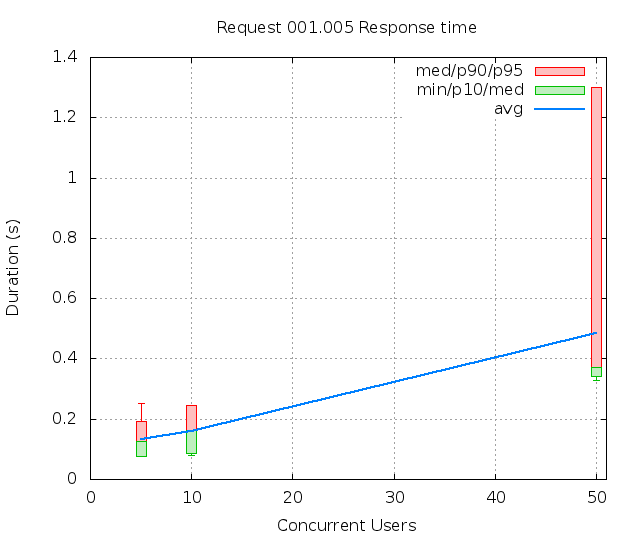 Request 001.005 Response time
med/p90/p95
min/p10/med
avg
Duration (s)
1.4
1.2
1
0.8
0.6
0.4
0.2
0
0 10 20 30 40 50
Concurrent Users